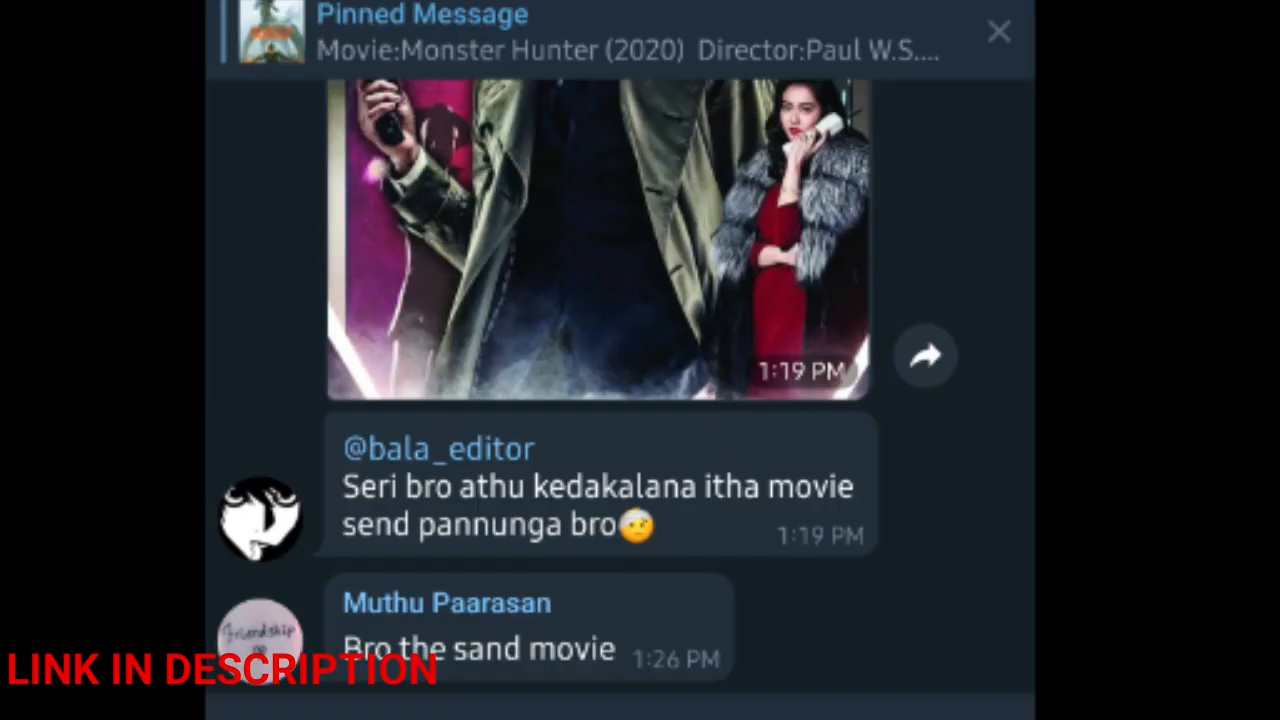 Pinned Message
Movie:Monster Hunter (2020) Director:Paul W.S....
1:19 PM
@bala_editor
Seri bro athu kedakalana itha movie
send pannunga bro🤕
1:19 PM
Friendship
Muthu Paarasan
Bro the sand movie
1:26 PM
LINK IN DESCRIPTION